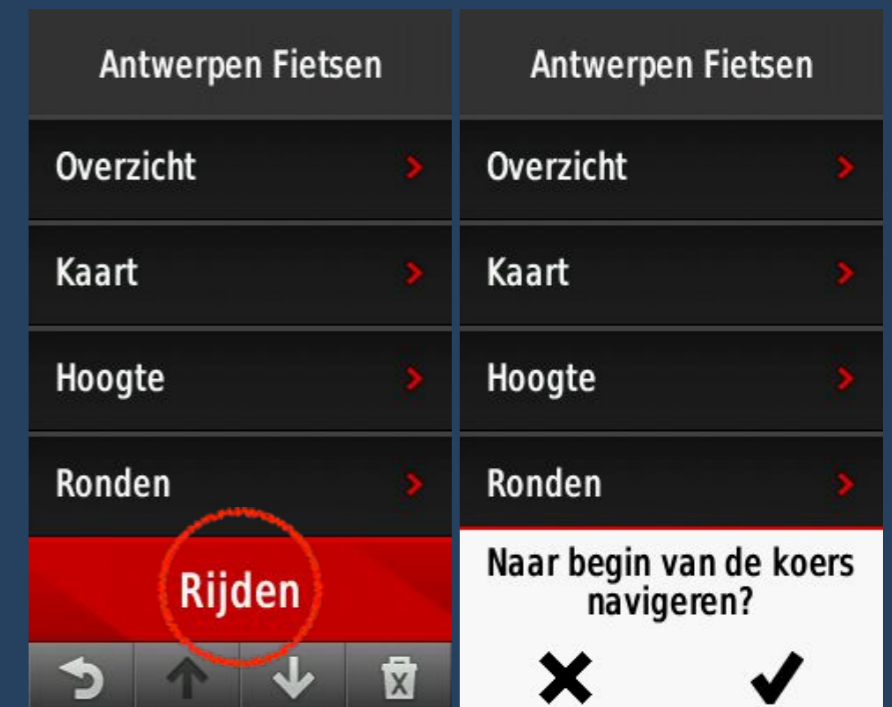 Antwerpen Fietsen
Overzicht
Kaart
Hoogte
Ronden
Rijden
Antwerpen Fietsen
Overzicht
Kaart
Hoogte
Ronden
Naar begin van de koers
navigeren?